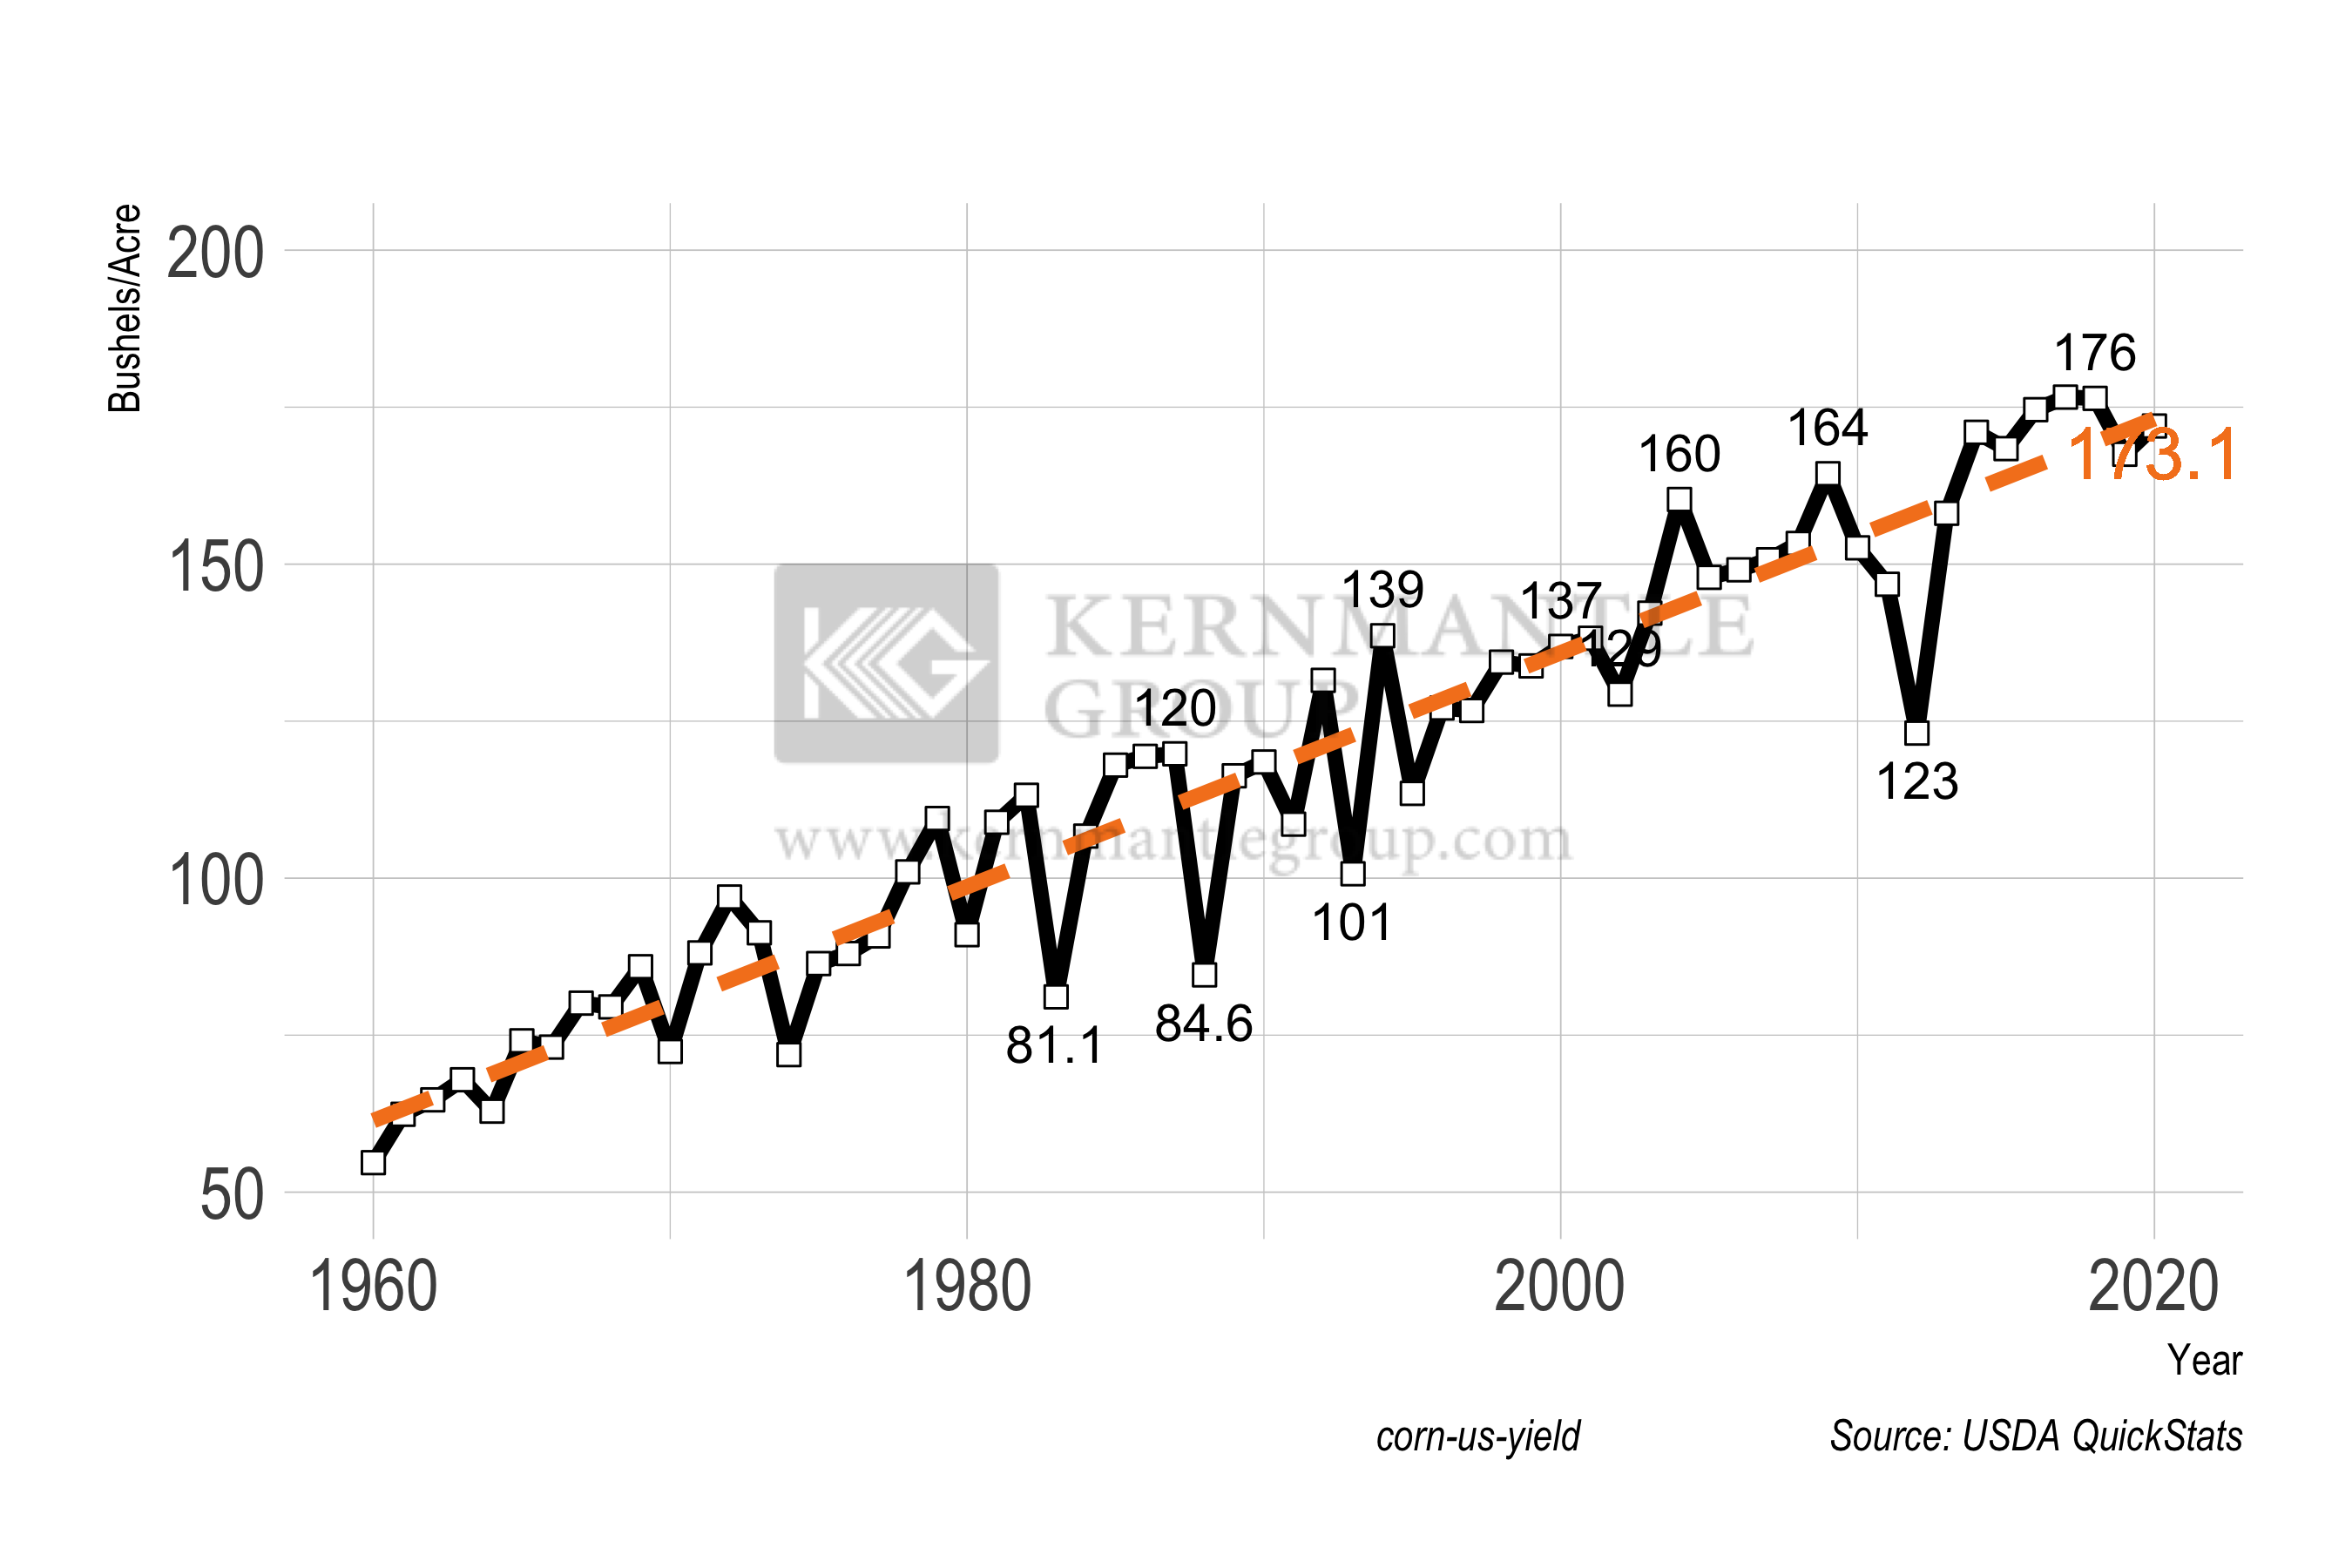 Bushels/Acre
200
150
100
50
176
164
160
139
137
129
120
123
101
84.6
81.1
173.1
KERNMANTLE
GROUP
www.kernmantlegroup.com
1960 1980 2000 2020
Year
corn-us-yield Source: USDA QuickStats